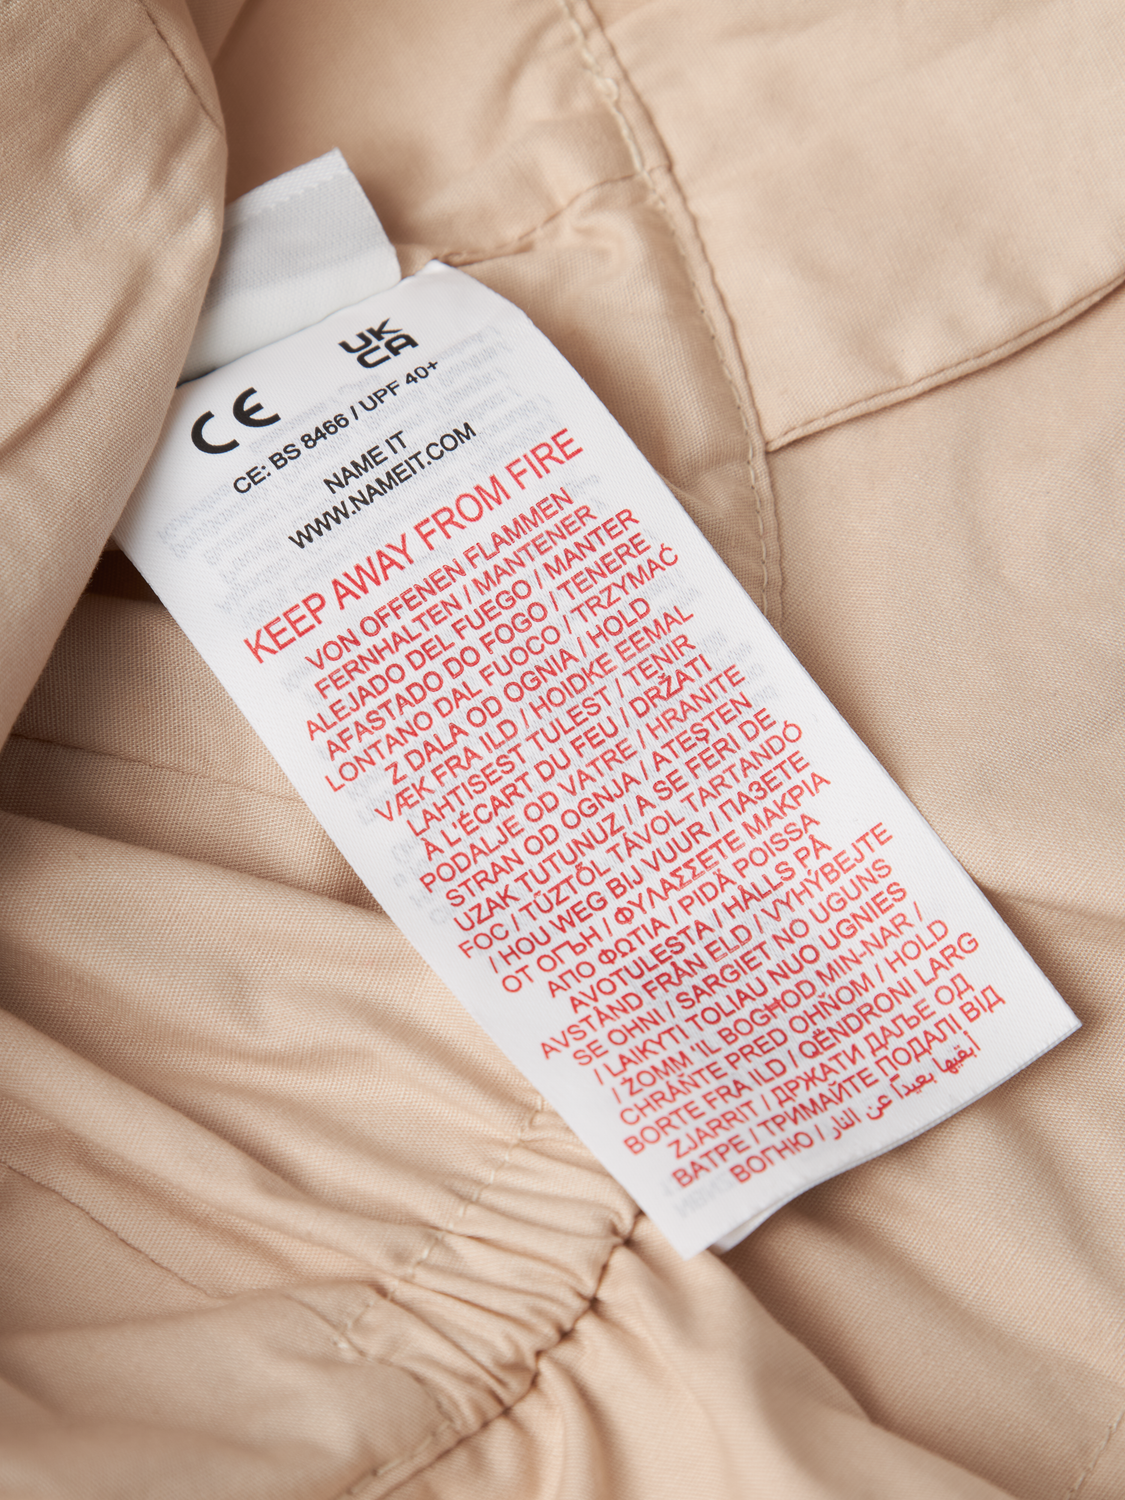 UK
CA
CE
CE: BS 8466 / UPF 40+
NAME IT
WWW.NAMEIT.COM
KEEP AWAY FROM FIRE
VON OFFENEN FLAMMEN
FERNHALTEN / MANTENER
ALEJADO DEL FUEGO / MANTER
AFASTADO DO FOGO / TENERE
LONTANO DAL FUOCO / TRZYMAĆ
Z DALA OD OGNIA / HOLD
VÆK FRA ILD / HOIDKE EEMAL
LAHTISEST TULEST / TENIR
À L'ÉCART DU FEU / DRŽATI
PODALJE OD VATRE / HRANITE
STRAN OD OGNJA / ATEŞTEN
UZAK TUTUNUZ / A SE FERI DE
FOC / TŰZTŐL TÁVOL TARTANDÓ
/ HOU WEG BIJ VUUR / ПАЗЕТЕ
ОТ ОГЪН / ΦΥΛΑΣΣΕΤΕ ΜΑΚΡΙΑ
ΑΠΟ ΦΩΤΙΑ / PIDÄ POISSA
AVOTULESTA / HÅLLS PÅ
AVSTÅND FRÅN ELD / VYHÝBEJTE
SE OHNI / SARGIET NO UGUNS
/ LAIKYTI TOLIAU NUO UGNIES
/ ŻOMM 'IL BOGĦOD MIN-NAR /
CHRÁŇTE PRED OHŇOM / HOLD
BORTE FRA ILD / QËNDRONI LARG
ZJARRIT / ДРЖАТИ ДАЉЕ ОД
ВАТРЕ / ТРИМАЙТЕ ПОДАЛІ ВІД
ВОГНЮ / أبقيها بعيداً عن النار